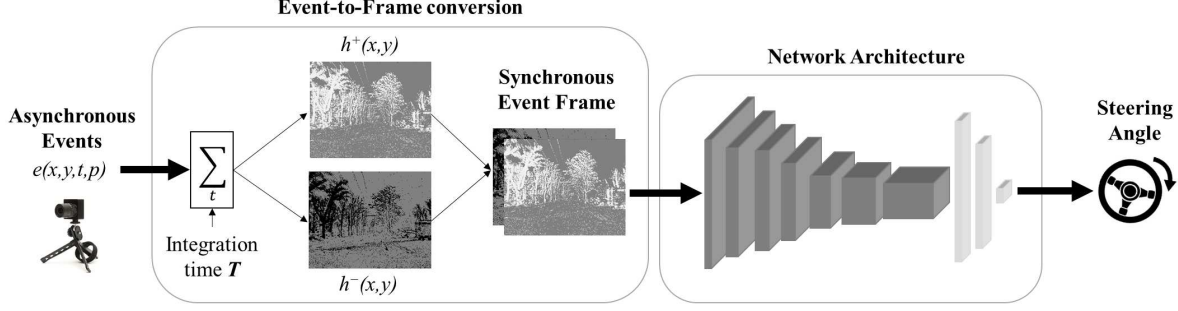 Event-to-Frame conversion
Asynchronous
Events
e(x,y,t,p)
∑
t
Integration
time T
h⁺(x,y)
h⁻(x,y)
Synchronous
Event Frame
Network Architecture
Steering
Angle